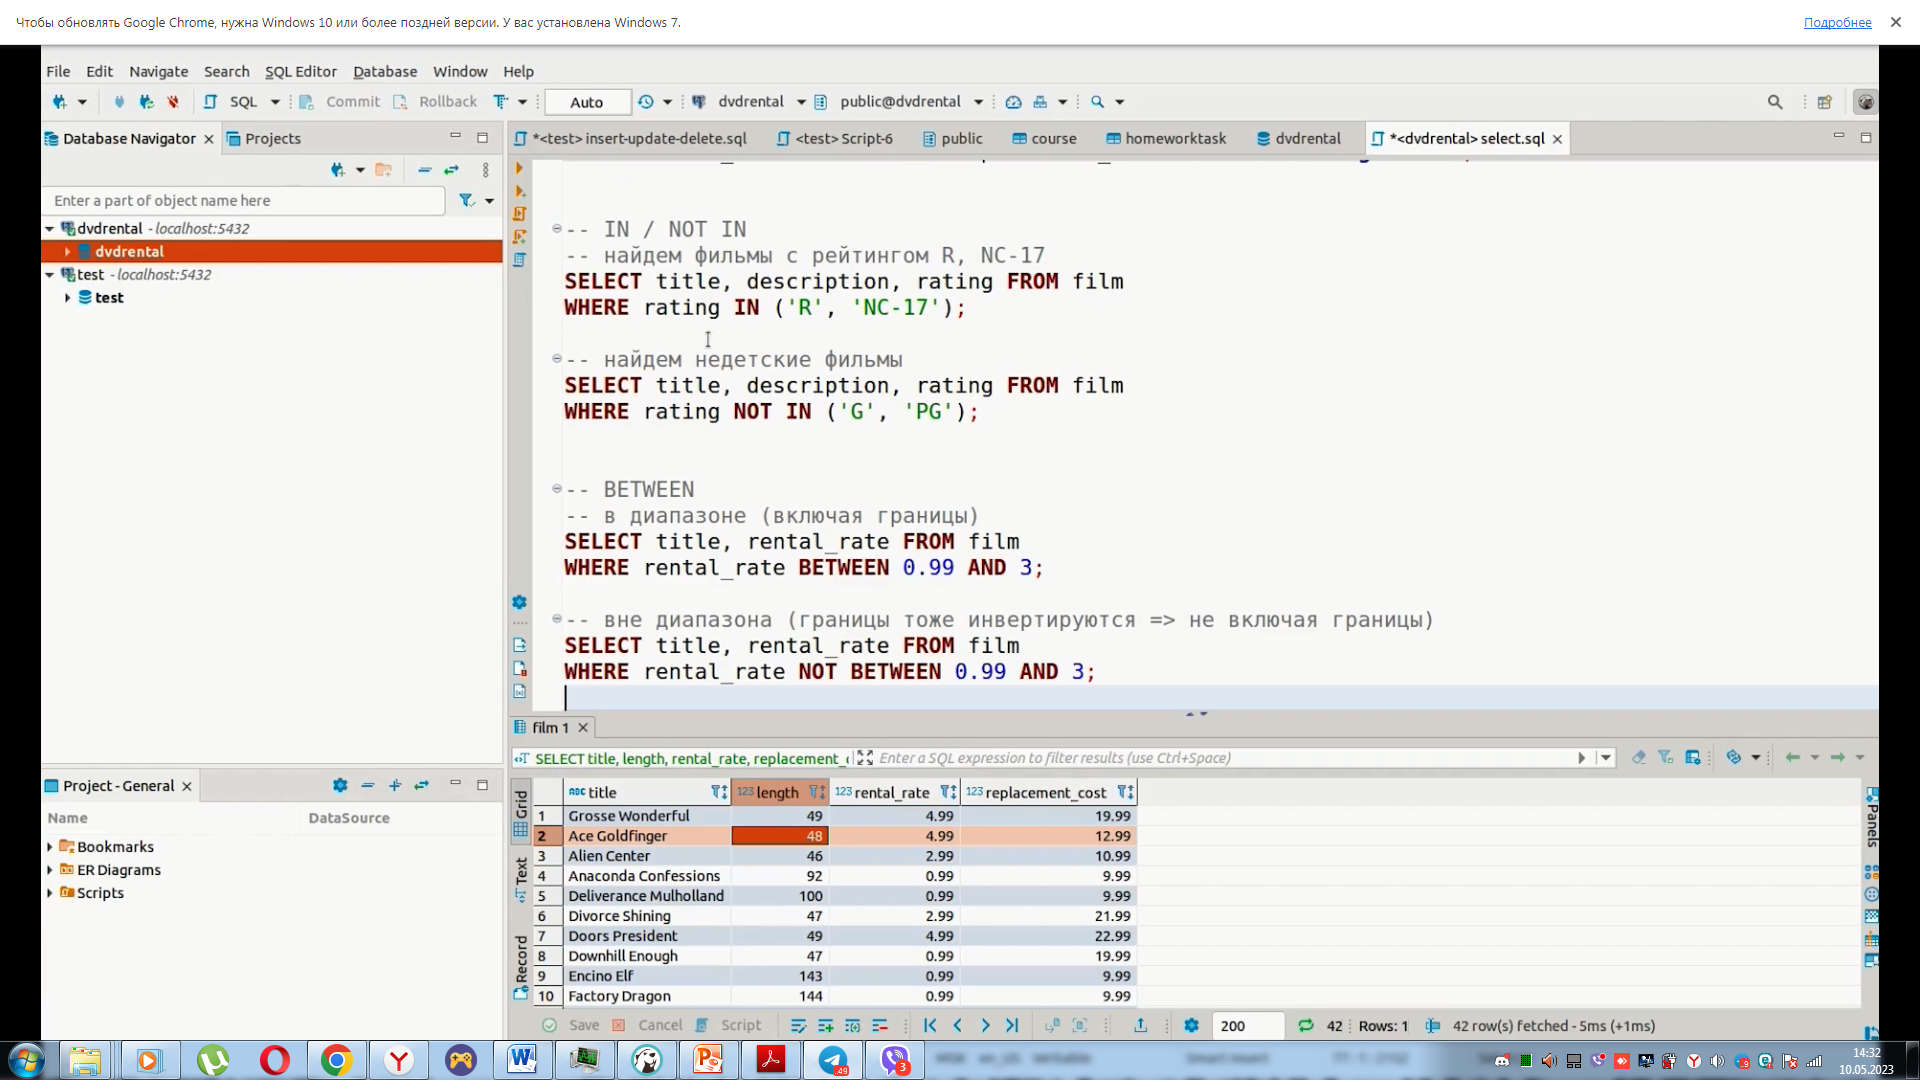 Чтобы обновлять Google Chrome, нужна Windows 10 или более поздней версии. У вас установлена Windows 7.
Подробнее
File Edit Navigate Search SQL Editor Database Window Help
SQL Commit Rollback Auto dvdrental public@dvdrental
Database Navigator Projects
*<test> insert-update-delete.sql <test> Script-6 public course homeworktask dvdrental *<dvdrental> select.sql
Enter a part of object name here
dvdrental - localhost:5432
dvdrental
test - localhost:5432
test
-- IN / NOT IN
-- найдем фильмы с рейтингом R, NC-17
SELECT title, description, rating FROM film
WHERE rating IN ('R', 'NC-17');
-- найдем недетские фильмы
SELECT title, description, rating FROM film
WHERE rating NOT IN ('G', 'PG');
-- BETWEEN
-- в диапазоне (включая границы)
SELECT title, rental_rate FROM film
WHERE rental_rate BETWEEN 0.99 AND 3;
-- вне диапазона (границы тоже инвертируются => не включая границы)
SELECT title, rental_rate FROM film
WHERE rental_rate NOT BETWEEN 0.99 AND 3;
Project - General
Name DataSource
Bookmarks
ER Diagrams
Scripts
film 1
SELECT title, length, rental_rate, replacement_c
Enter a SQL expression to filter results (use Ctrl+Space)
Grid
Text
Record
Panels
ABC title 123 length 123 rental_rate 123 replacement_cost
1 Grosse Wonderful 49 4.99 19.99
2 Ace Goldfinger 48 4.99 12.99
3 Alien Center 46 2.99 10.99
4 Anaconda Confessions 92 0.99 9.99
5 Deliverance Mulholland 100 0.99 9.99
6 Divorce Shining 47 2.99 21.99
7 Doors President 49 4.99 22.99
8 Downhill Enough 47 0.99 19.99
9 Encino Elf 143 0.99 9.99
10 Factory Dragon 144 0.99 9.99
Save Cancel Script 200 42 Rows: 1 42 row(s) fetched - 5ms (+1ms)
49
3
14:32
10.05.2023